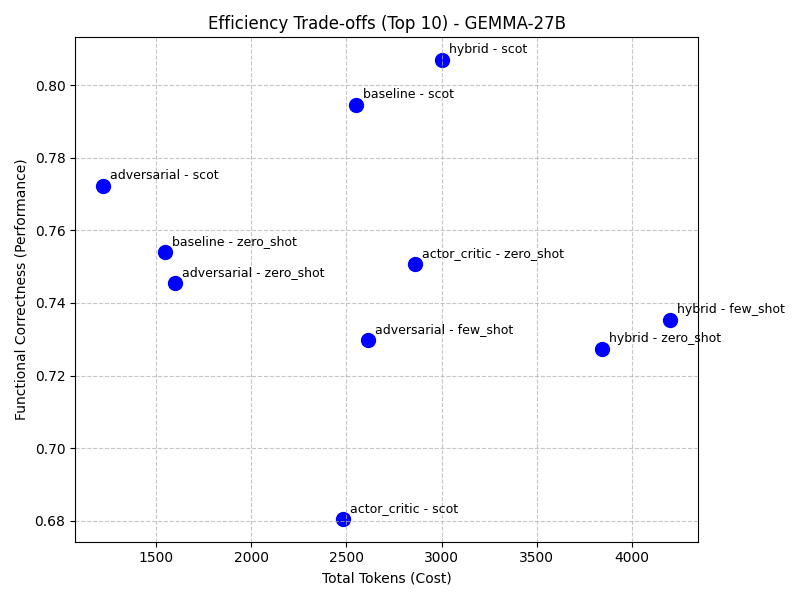 Efficiency Trade-offs (Top 10) - GEMMA-27B
hybrid - scot
baseline - scot
adversarial - scot
baseline - zero_shot
actor_critic - zero_shot
adversarial - zero_shot
hybrid - few_shot
adversarial - few_shot
hybrid - zero_shot
actor_critic - scot
Functional Correctness (Performance)
0.80
0.78
0.76
0.74
0.72
0.70
0.68
1500 2000 2500 3000 3500 4000
Total Tokens (Cost)